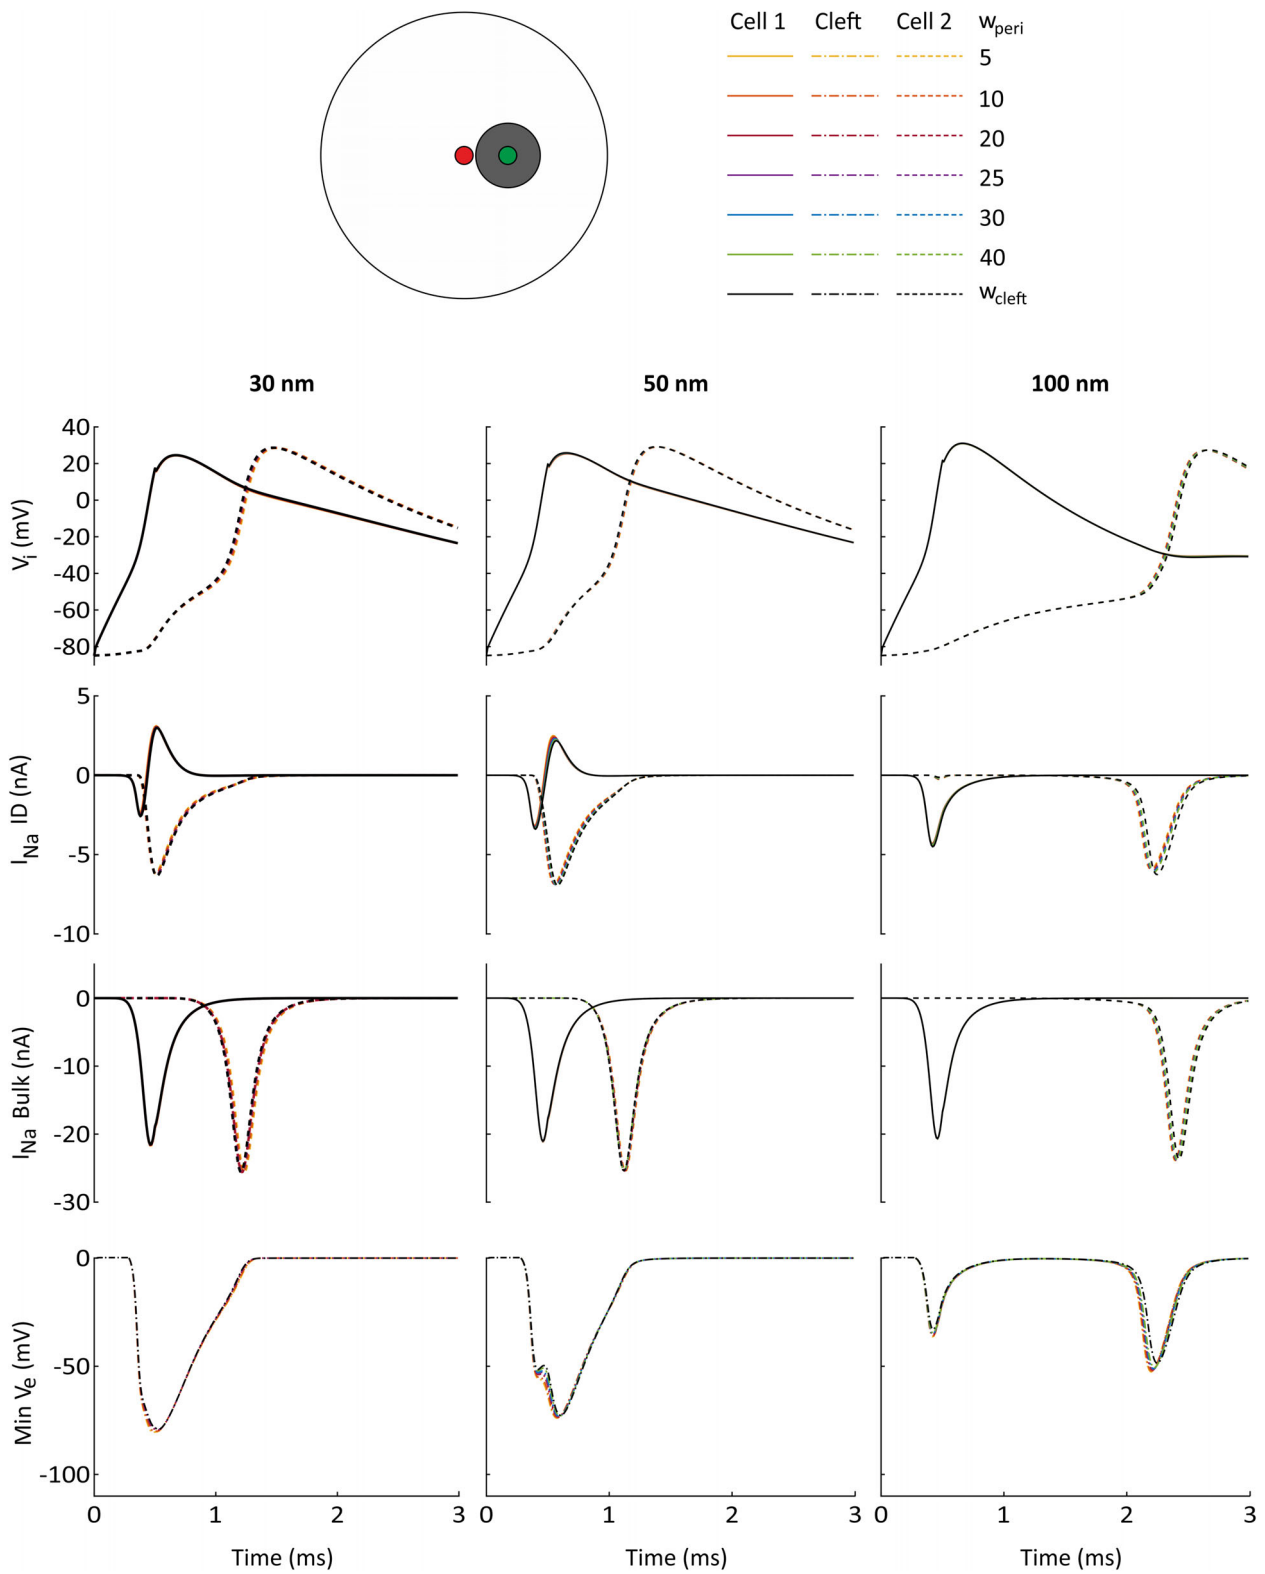 Cell 1 Cleft Cell 2 wperi
5
10
20
25
30
40
wcleft
30 nm 50 nm 100 nm
Vi (mV)
40
20
0
-20
-40
-60
-80
INa ID (nA)
5
0
-5
-10
INa Bulk (nA)
0
-10
-20
-30
Min Ve (mV)
0
-50
-100
0 1 2 3 0 1 2 3 0 1 2 3
Time (ms) Time (ms) Time (ms)